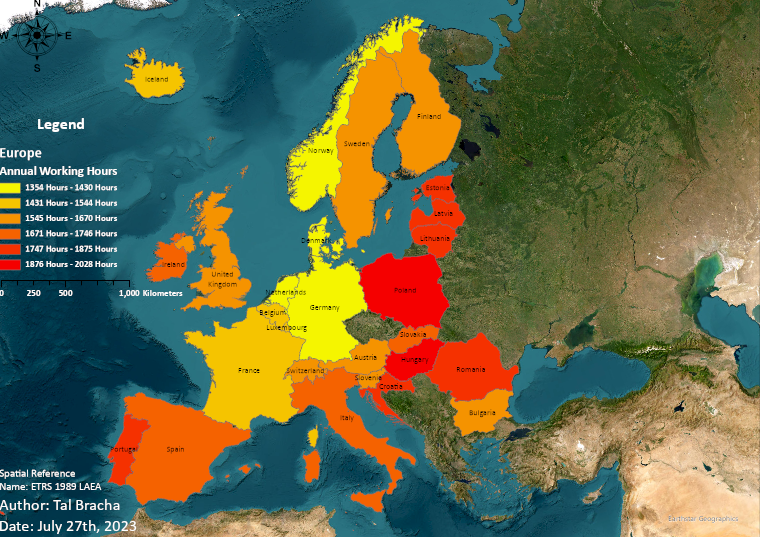 N
W
E
S
Legend
Europe
Annual Working Hours
1354 Hours - 1430 Hours
1431 Hours - 1544 Hours
1545 Hours - 1670 Hours
1671 Hours - 1746 Hours
1747 Hours - 1875 Hours
1876 Hours - 2028 Hours
0 250 500 1,000 Kilometers
Iceland
Norway
Sweden
Finland
Estonia
Latvia
Lithuania
Denmark
Ireland
United
Kingdom
Netherlands
Belgium
Luxembourg
Germany
Poland
Slovakia
France
Switzerland
Austria
Hungary
Slovenia
Croatia
Romania
Bulgaria
Italy
Portugal
Spain
Spatial Reference
Name: ETRS 1989 LAEA
Author: Tal Bracha
Date: July 27th, 2023
Earthstar Geographics